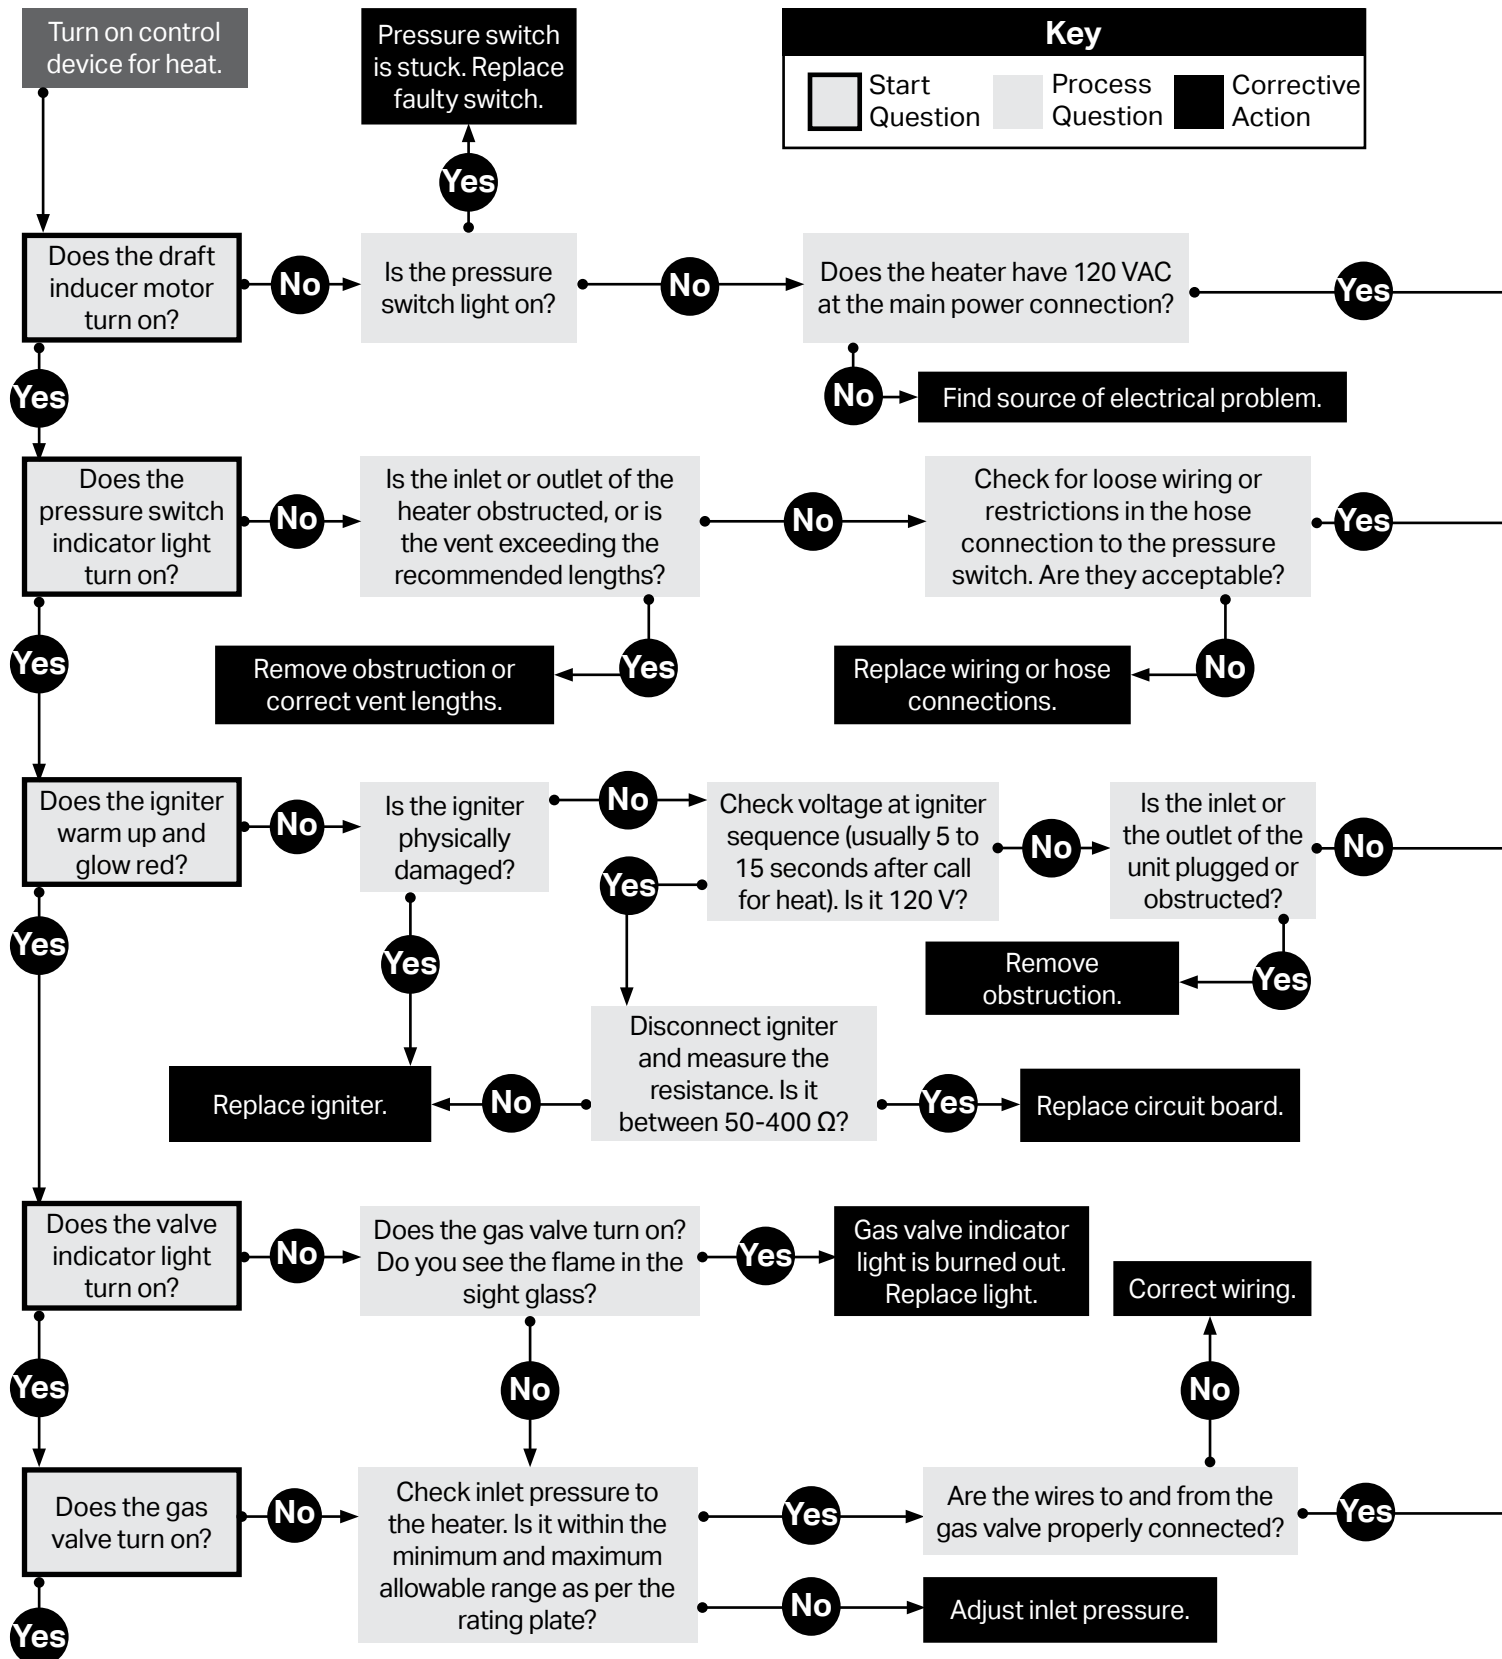 Turn on control
device for heat.
Pressure switch
is stuck. Replace
faulty switch.
Key
Start
Question
Process
Question
Corrective
Action
Yes
Does the draft
inducer motor
turn on?
No
Is the pressure
switch light on?
No
Does the heater have 120 VAC
at the main power connection?
Yes
Yes
No
Find source of electrical problem.
Does the
pressure switch
indicator light
turn on?
No
Is the inlet or outlet of the
heater obstructed, or is
the vent exceeding the
recommended lengths?
No
Check for loose wiring or
restrictions in the hose
connection to the pressure
switch. Are they acceptable?
Yes
Yes
Remove obstruction or
correct vent lengths.
Yes
Replace wiring or hose
connections.
No
Does the igniter
warm up and
glow red?
No
Is the igniter
physically
damaged?
No
Check voltage at igniter
sequence (usually 5 to
15 seconds after call
for heat). Is it 120 V?
No
Is the inlet or
the outlet of the
unit plugged or
obstructed?
No
Yes
Yes
Yes
Remove
obstruction.
Yes
Disconnect igniter
and measure the
resistance. Is it
between 50-400 Ω?
Replace igniter.
No
Yes
Replace circuit board.
Does the valve
indicator light
turn on?
No
Does the gas valve turn on?
Do you see the flame in the
sight glass?
Yes
Gas valve indicator
light is burned out.
Replace light.
Correct wiring.
Yes
No
No
Does the gas
valve turn on?
No
Check inlet pressure to
the heater. Is it within the
minimum and maximum
allowable range as per the
rating plate?
Yes
Are the wires to and from the
gas valve properly connected?
Yes
No
Adjust inlet pressure.
Yes